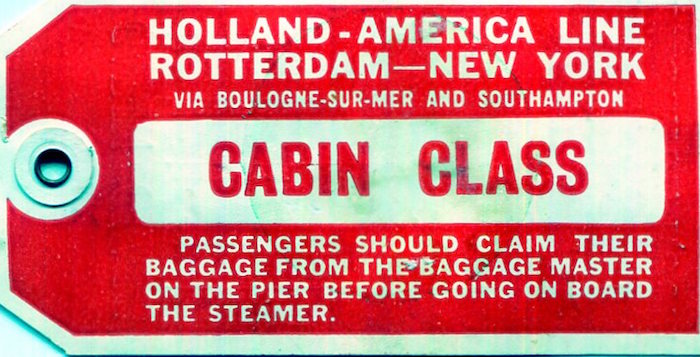 HOLLAND-AMERICA LINE
ROTTERDAM—NEW YORK
VIA BOULOGNE-SUR-MER AND SOUTHAMPTON
CABIN CLASS
PASSENGERS SHOULD CLAIM THEIR
BAGGAGE FROM THE BAGGAGE MASTER
ON THE PIER BEFORE GOING ON BOARD
THE STEAMER.